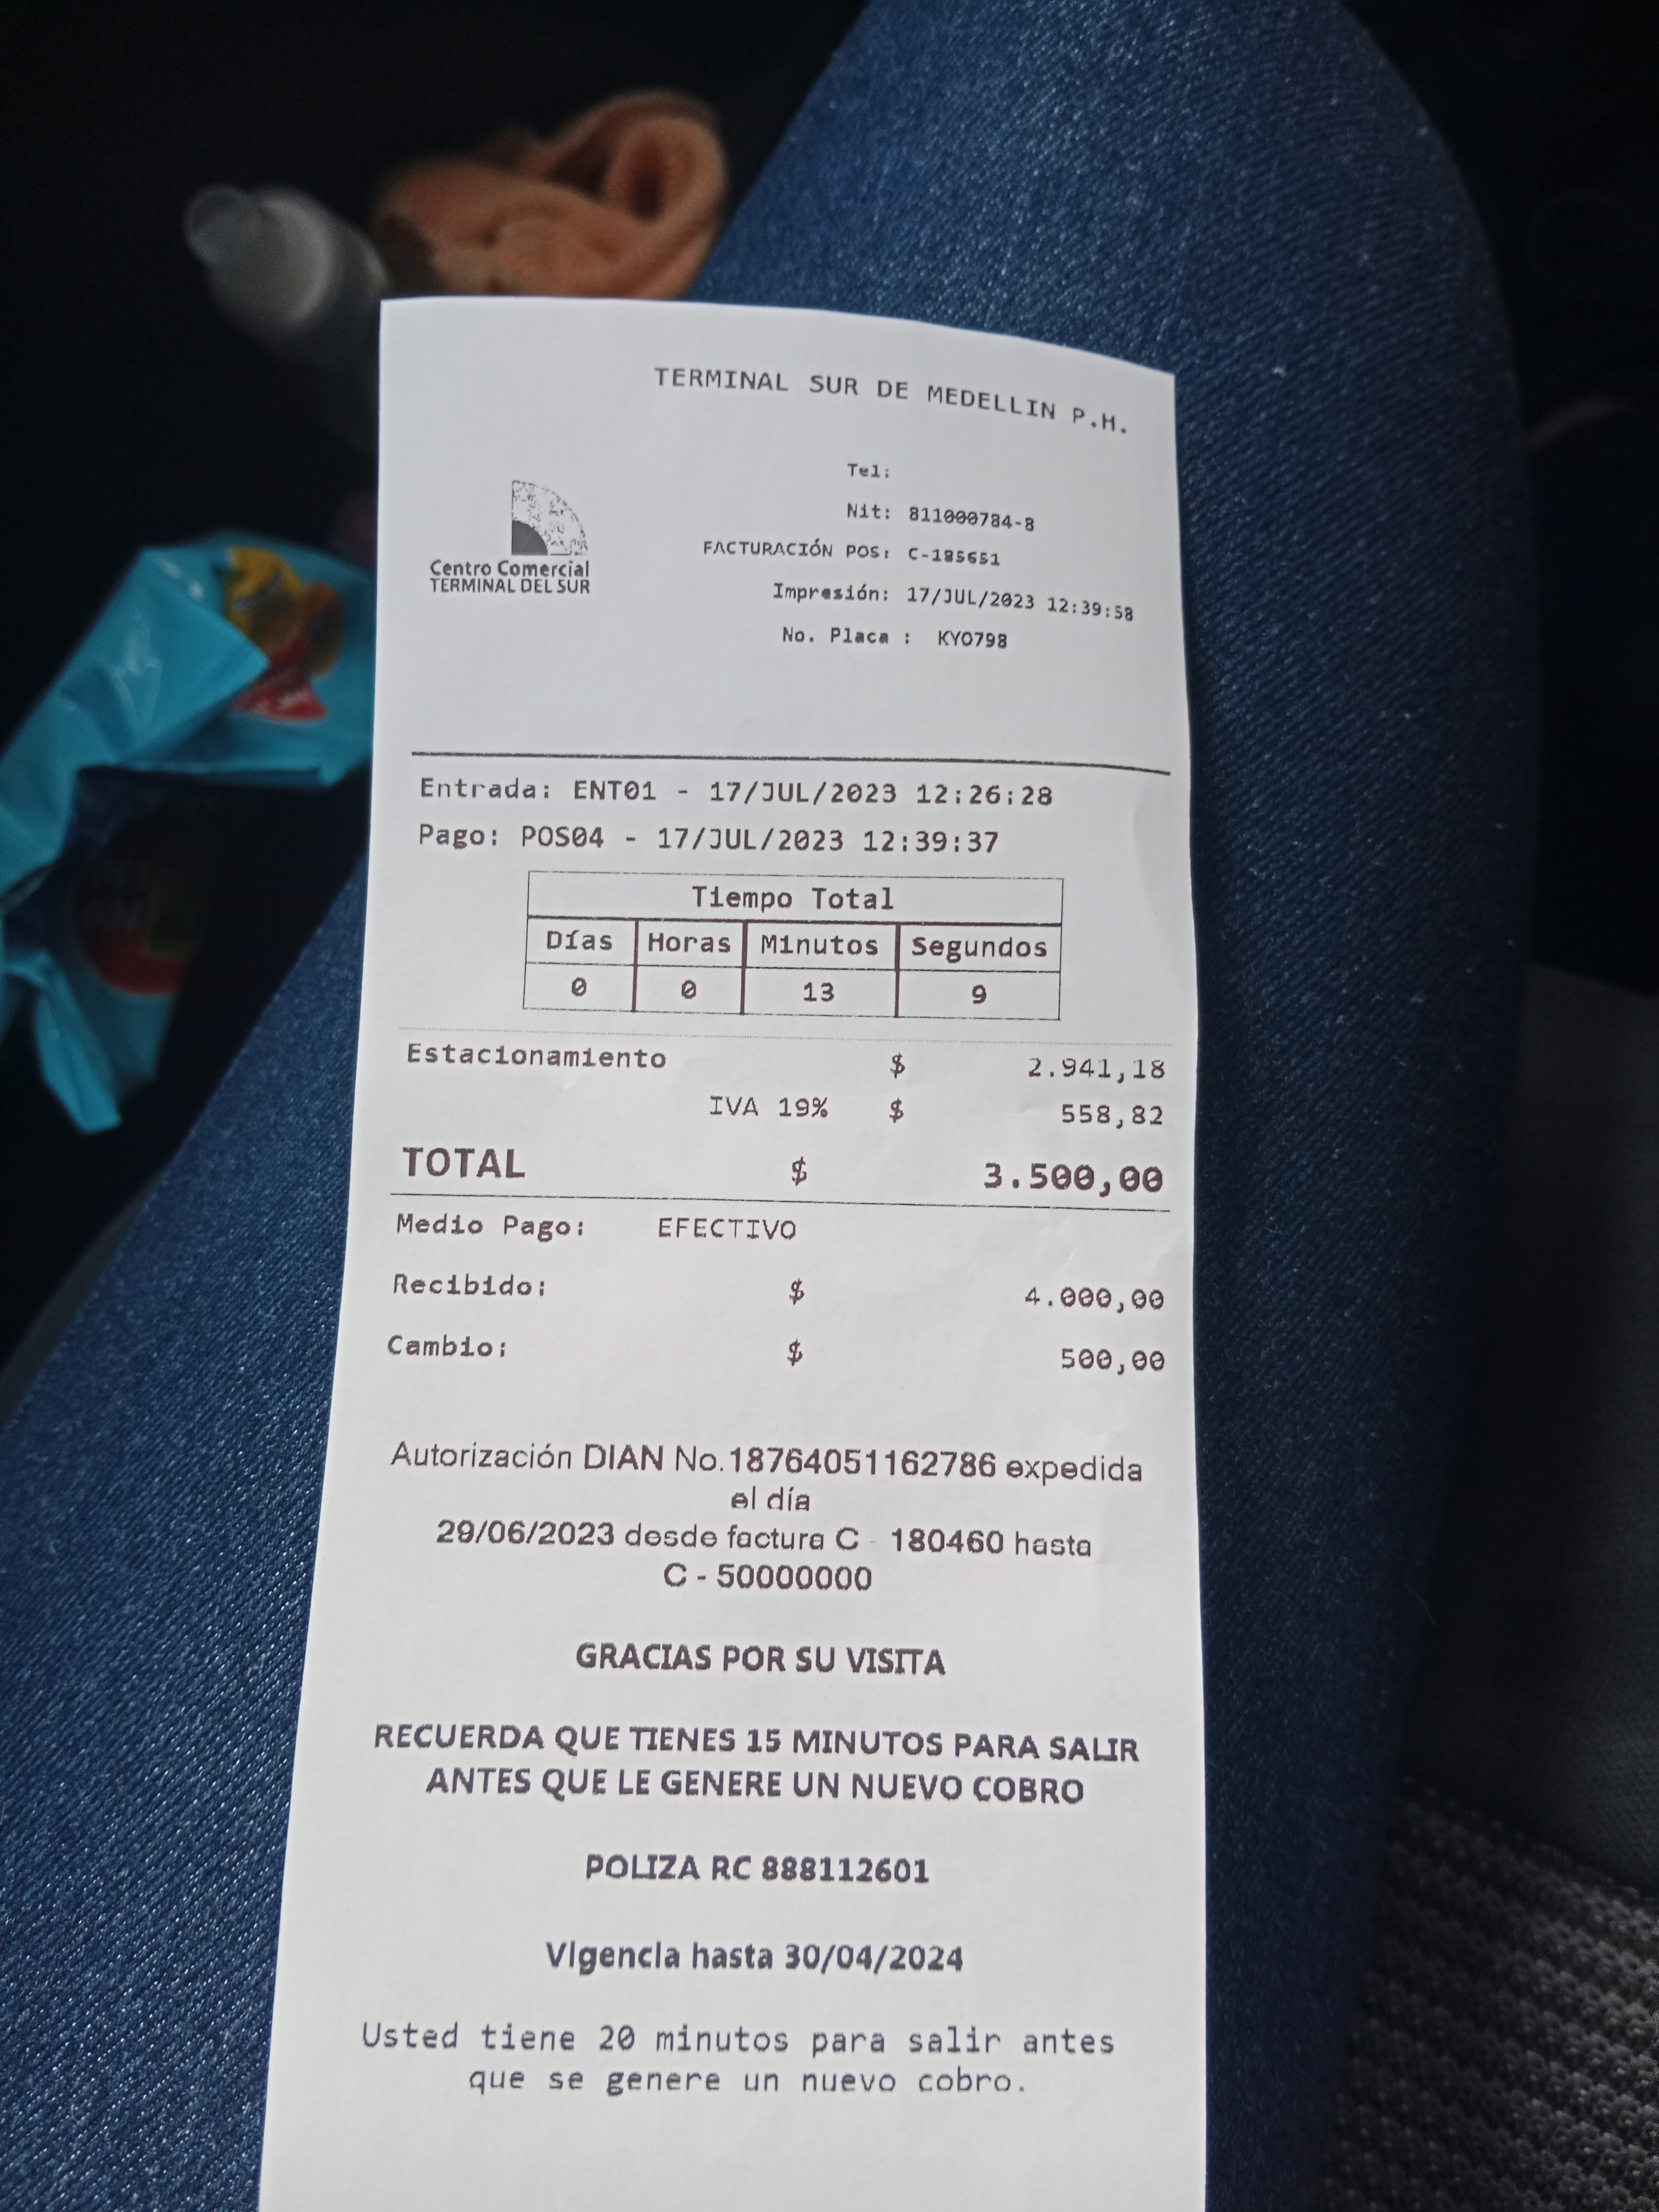 TERMINAL SUR DE MEDELLIN P.H.
Tel:
Nit: 811000784-8
FACTURACIÓN POS: C-185651
Impresión: 17/JUL/2023 12:39:58
No. Placa : KYO798
Centro Comercial
TERMINAL DEL SUR
Entrada: ENT01 - 17/JUL/2023 12:26:28
Pago: POS04 - 17/JUL/2023 12:39:37
Tiempo Total
Días Horas Minutos Segundos
0 0 13 9
Estacionamiento $ 2.941,18
IVA 19% $ 558,82
TOTAL $ 3.500,00
Medio Pago: EFECTIVO
Recibido: $ 4.000,00
Cambio: $ 500,00
Autorización DIAN No.18764051162786 expedida
el día
29/06/2023 desde factura C - 180460 hasta
C - 50000000
GRACIAS POR SU VISITA
RECUERDA QUE TIENES 15 MINUTOS PARA SALIR
ANTES QUE LE GENERE UN NUEVO COBRO
POLIZA RC 888112601
Vigencia hasta 30/04/2024
Usted tiene 20 minutos para salir antes
que se genere un nuevo cobro.